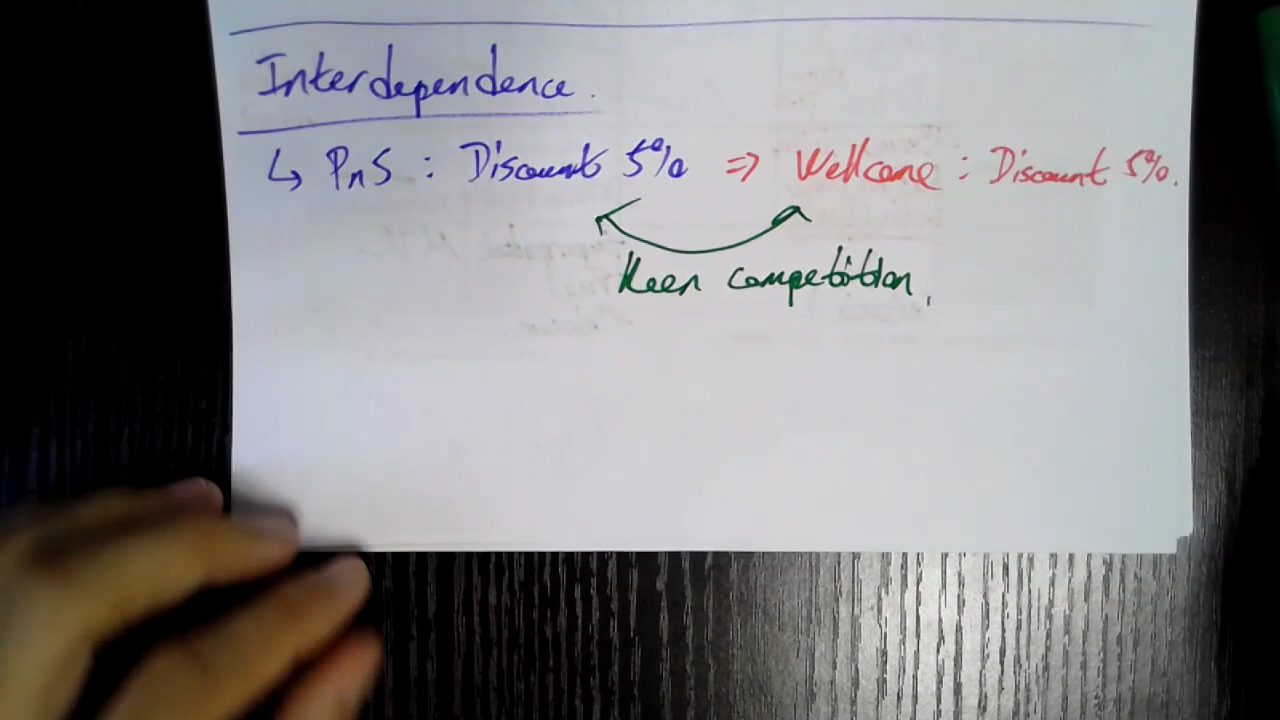 Interdependence.
↳ PnS : Discount 5% => Wellcome : Discount 5%.
Keen competition.